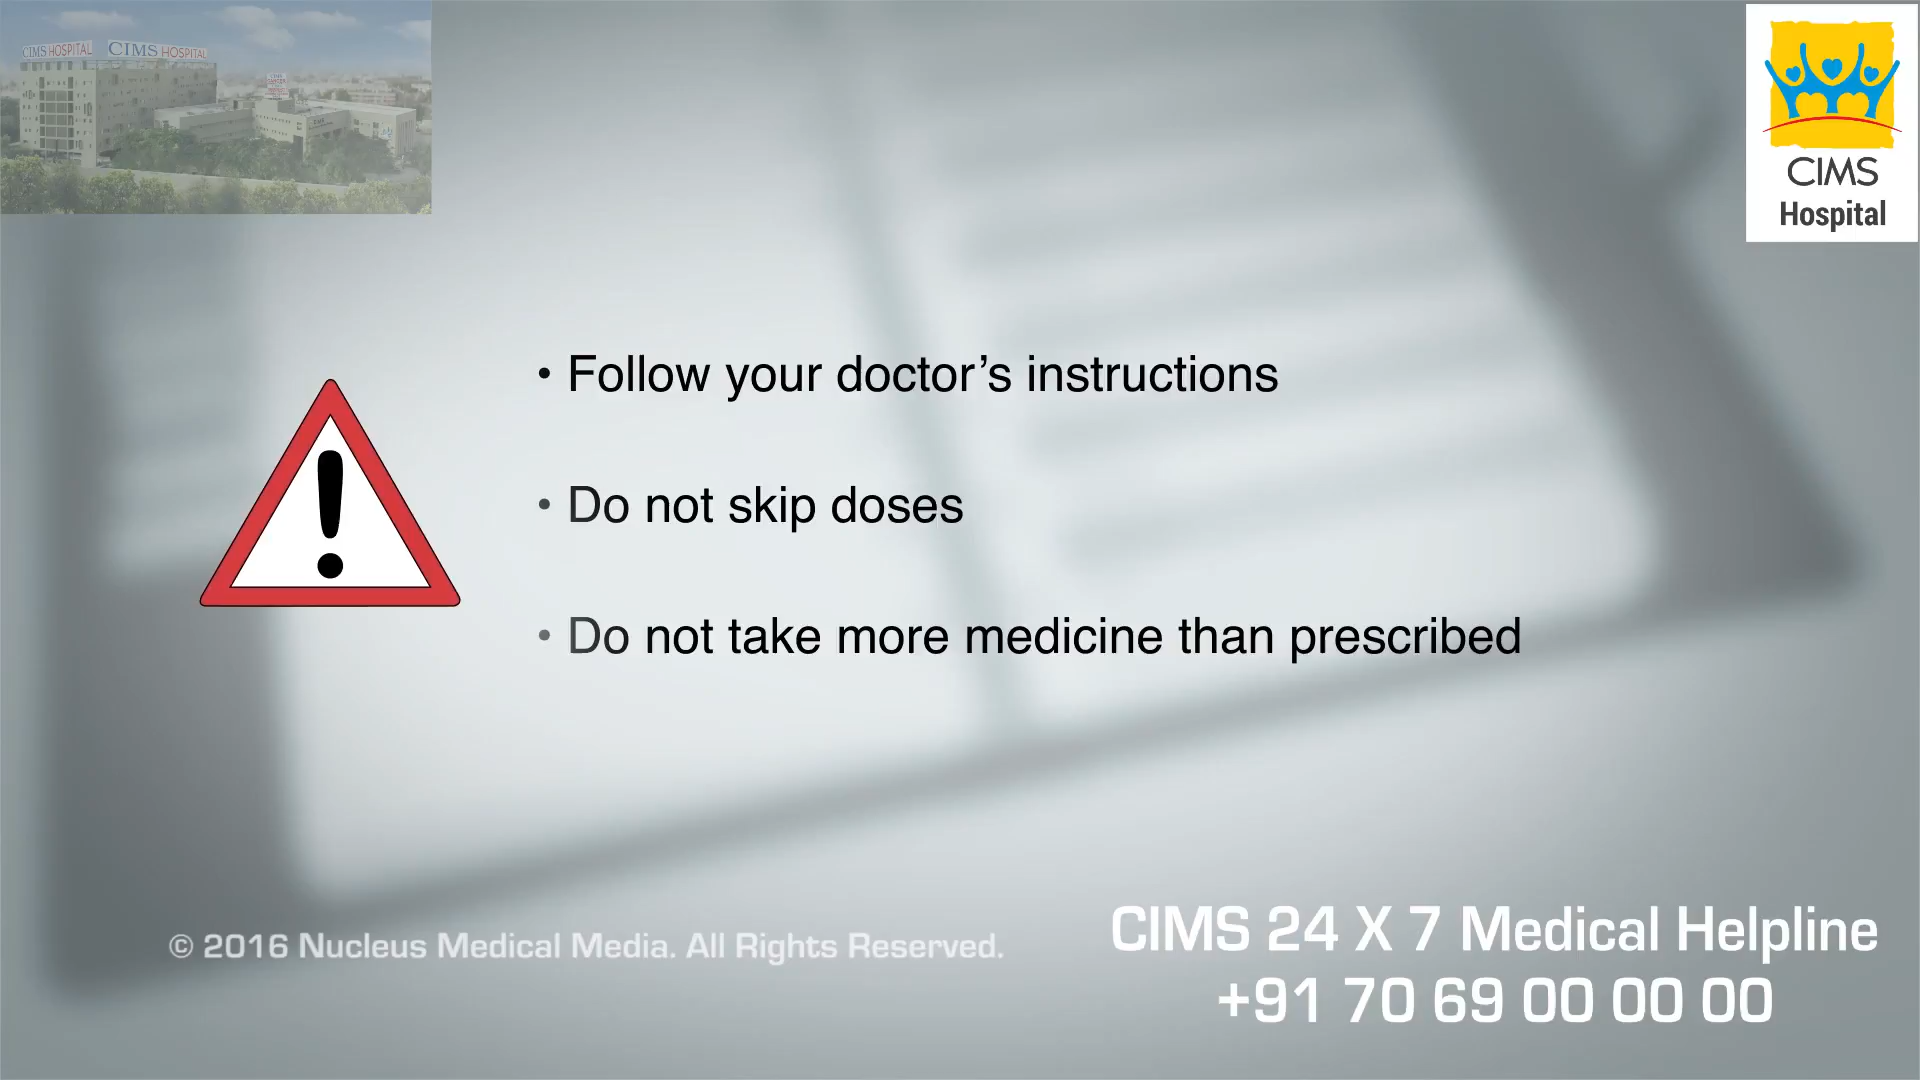 CIMS HOSPITAL CIMS HOSPITAL
CIMS
Hospital
• Follow your doctor’s instructions
• Do not skip doses
• Do not take more medicine than prescribed
© 2016 Nucleus Medical Media. All Rights Reserved.
CIMS 24 X 7 Medical Helpline
+91 70 69 00 00 00